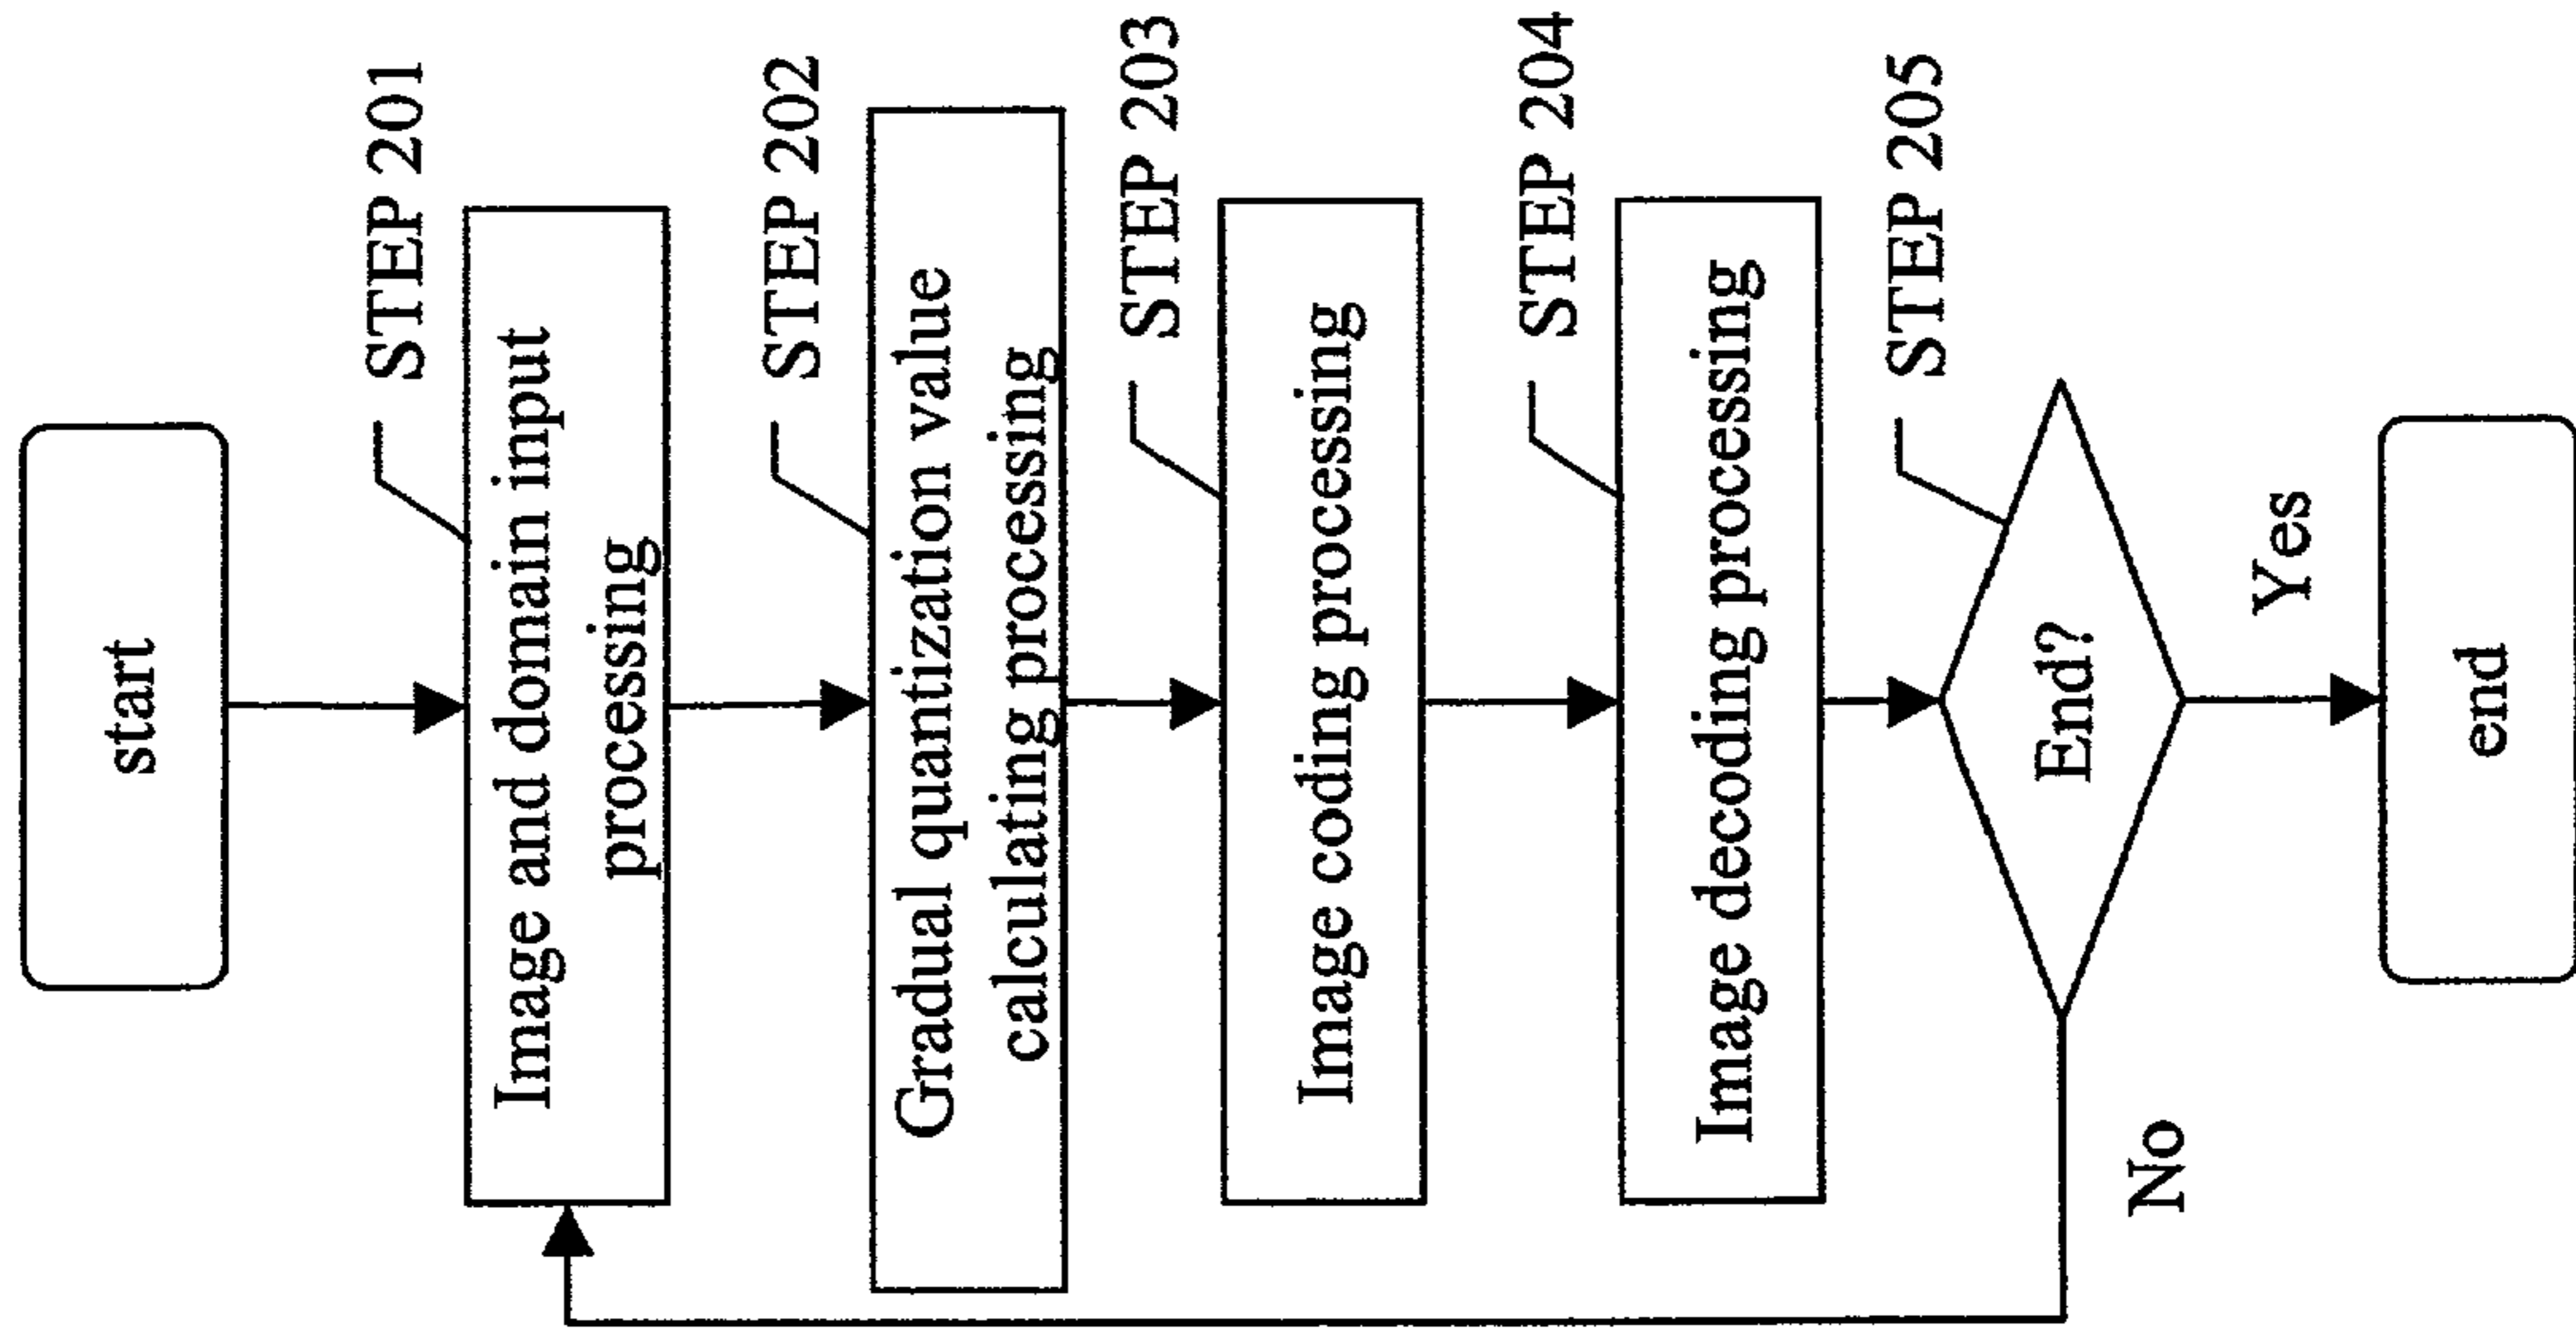 start
STEP 201
Image and domain input
processing
STEP 202
Gradual quantization value
calculating processing
STEP 203
Image coding processing
STEP 204
Image decoding processing
STEP 205
End?
No
Yes
end